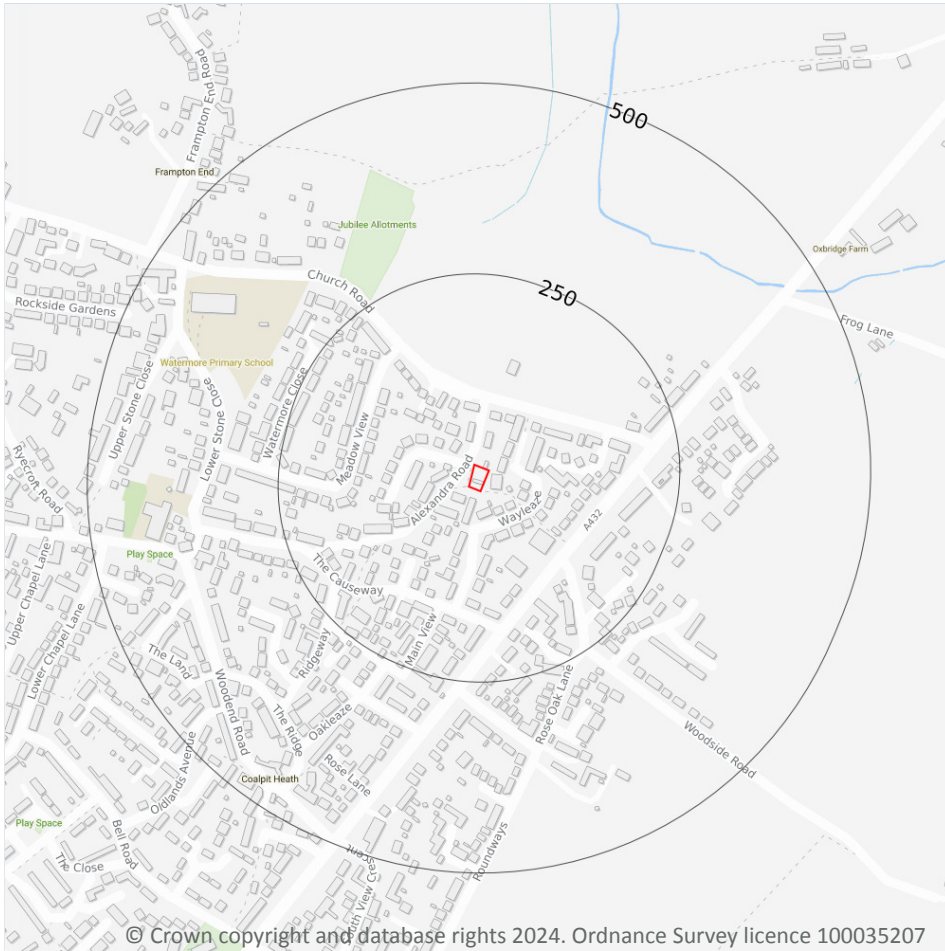 Frampton End Road
500
Frampton End
Jubilee Allotments
Oxbridge Farm
Church Road
250
Rockside Gardens
Frog Lane
Watermore Primary School
Upper Stone Close
Lower Stone Close
Watermore Close
Meadow View
Ryecroft Road
Alexandra Road
Wayleaze
A432
Play Space
The Causeway
Upper Chapel Lane
Lower Chapel Lane
Main View
Ridgeway
The Land
Woodend Road
The Ridge
Oakleaze
Rose Oak Lane
Woodside Road
Rose Lane
Oldlands Avenue
Coalpit Heath
Play Space
Bell Road
The Close
Roundways
South View Crescent
© Crown copyright and database rights 2024. Ordnance Survey licence 100035207